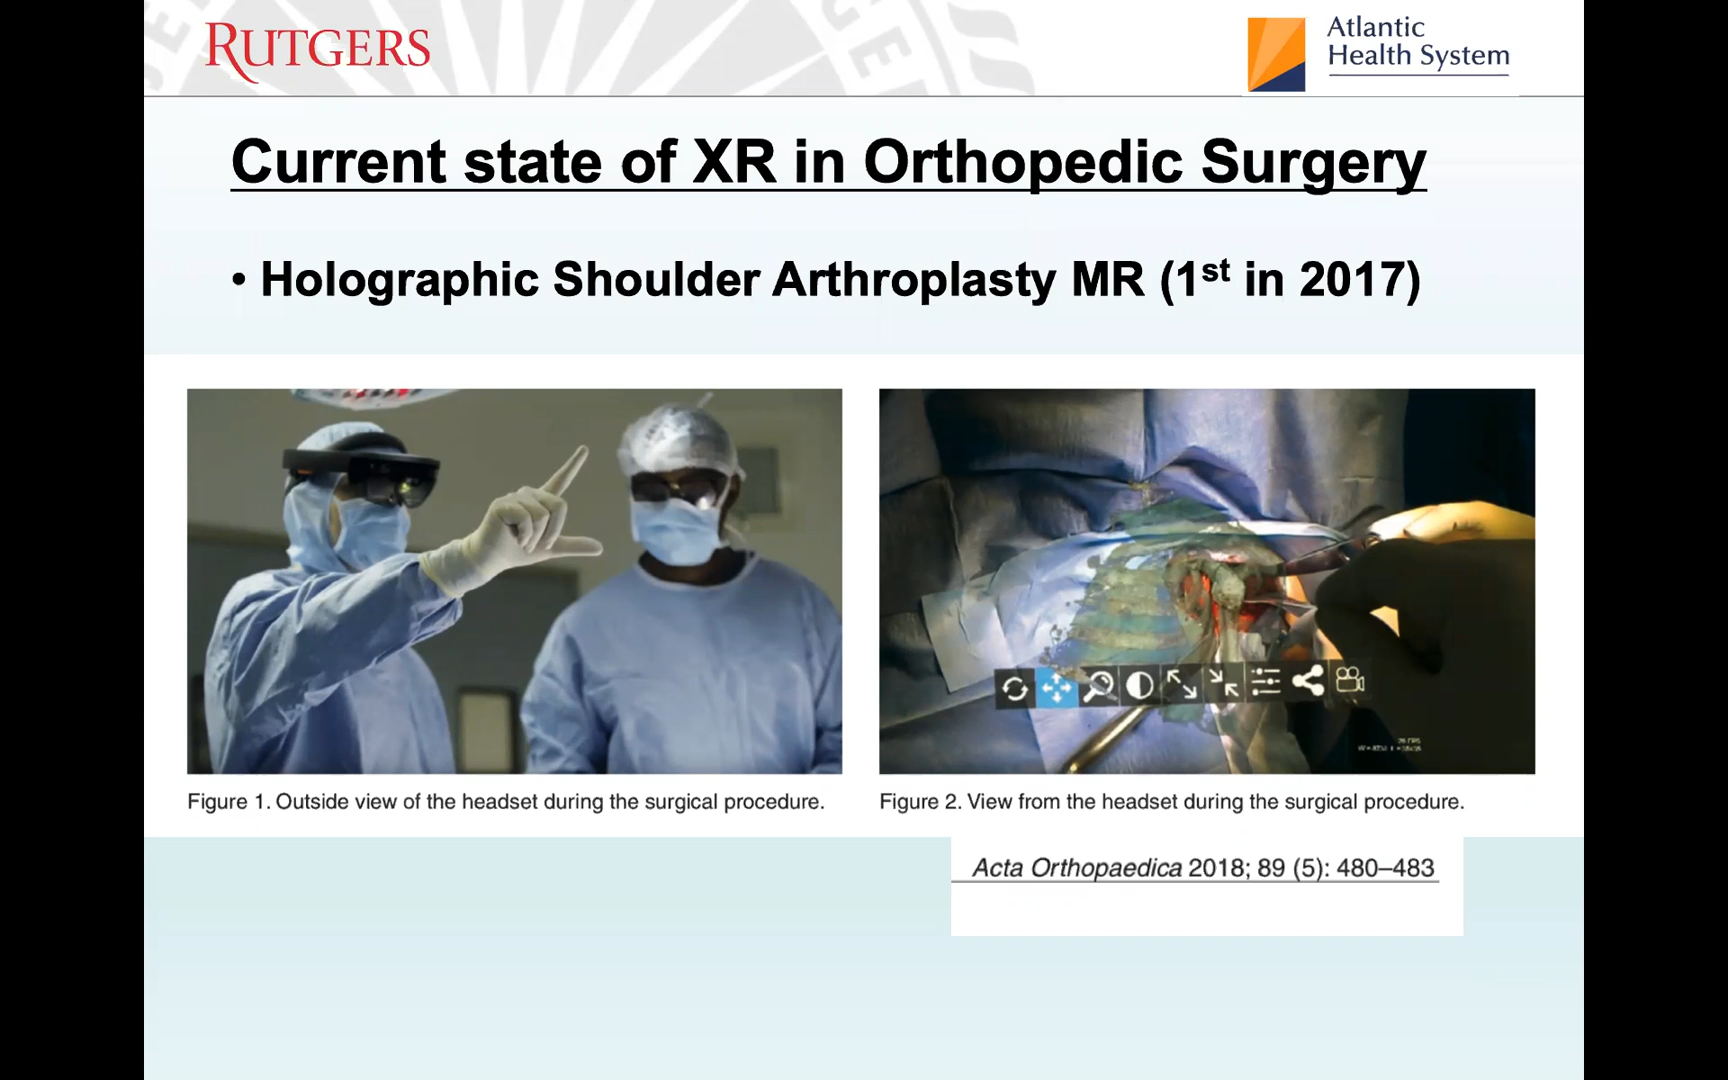 RUTGERS
Atlantic
Health System
Current state of XR in Orthopedic Surgery
• Holographic Shoulder Arthroplasty MR (1st in 2017)
Figure 1. Outside view of the headset during the surgical procedure.
Figure 2. View from the headset during the surgical procedure.
Acta Orthopaedica 2018; 89 (5): 480–483